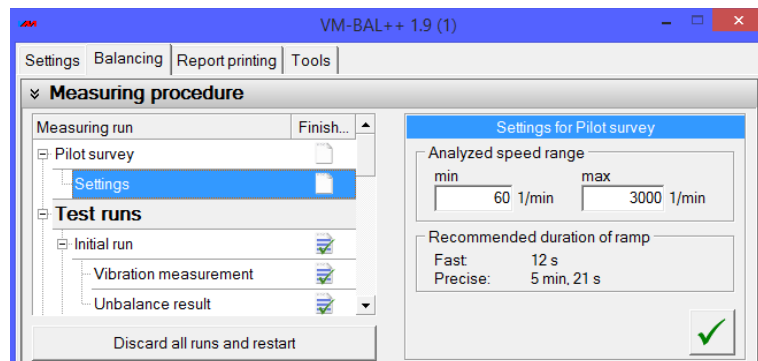 VM-BAL++ 1.9 (1)
Settings Balancing Report printing Tools
Measuring procedure
Measuring run Finish...
Pilot survey
Settings
Test runs
Initial run
Vibration measurement
Unbalance result
Discard all runs and restart
Settings for Pilot survey
Analyzed speed range
min max
60 1/min 3000 1/min
Recommended duration of ramp
Fast: 12 s
Precise: 5 min, 21 s